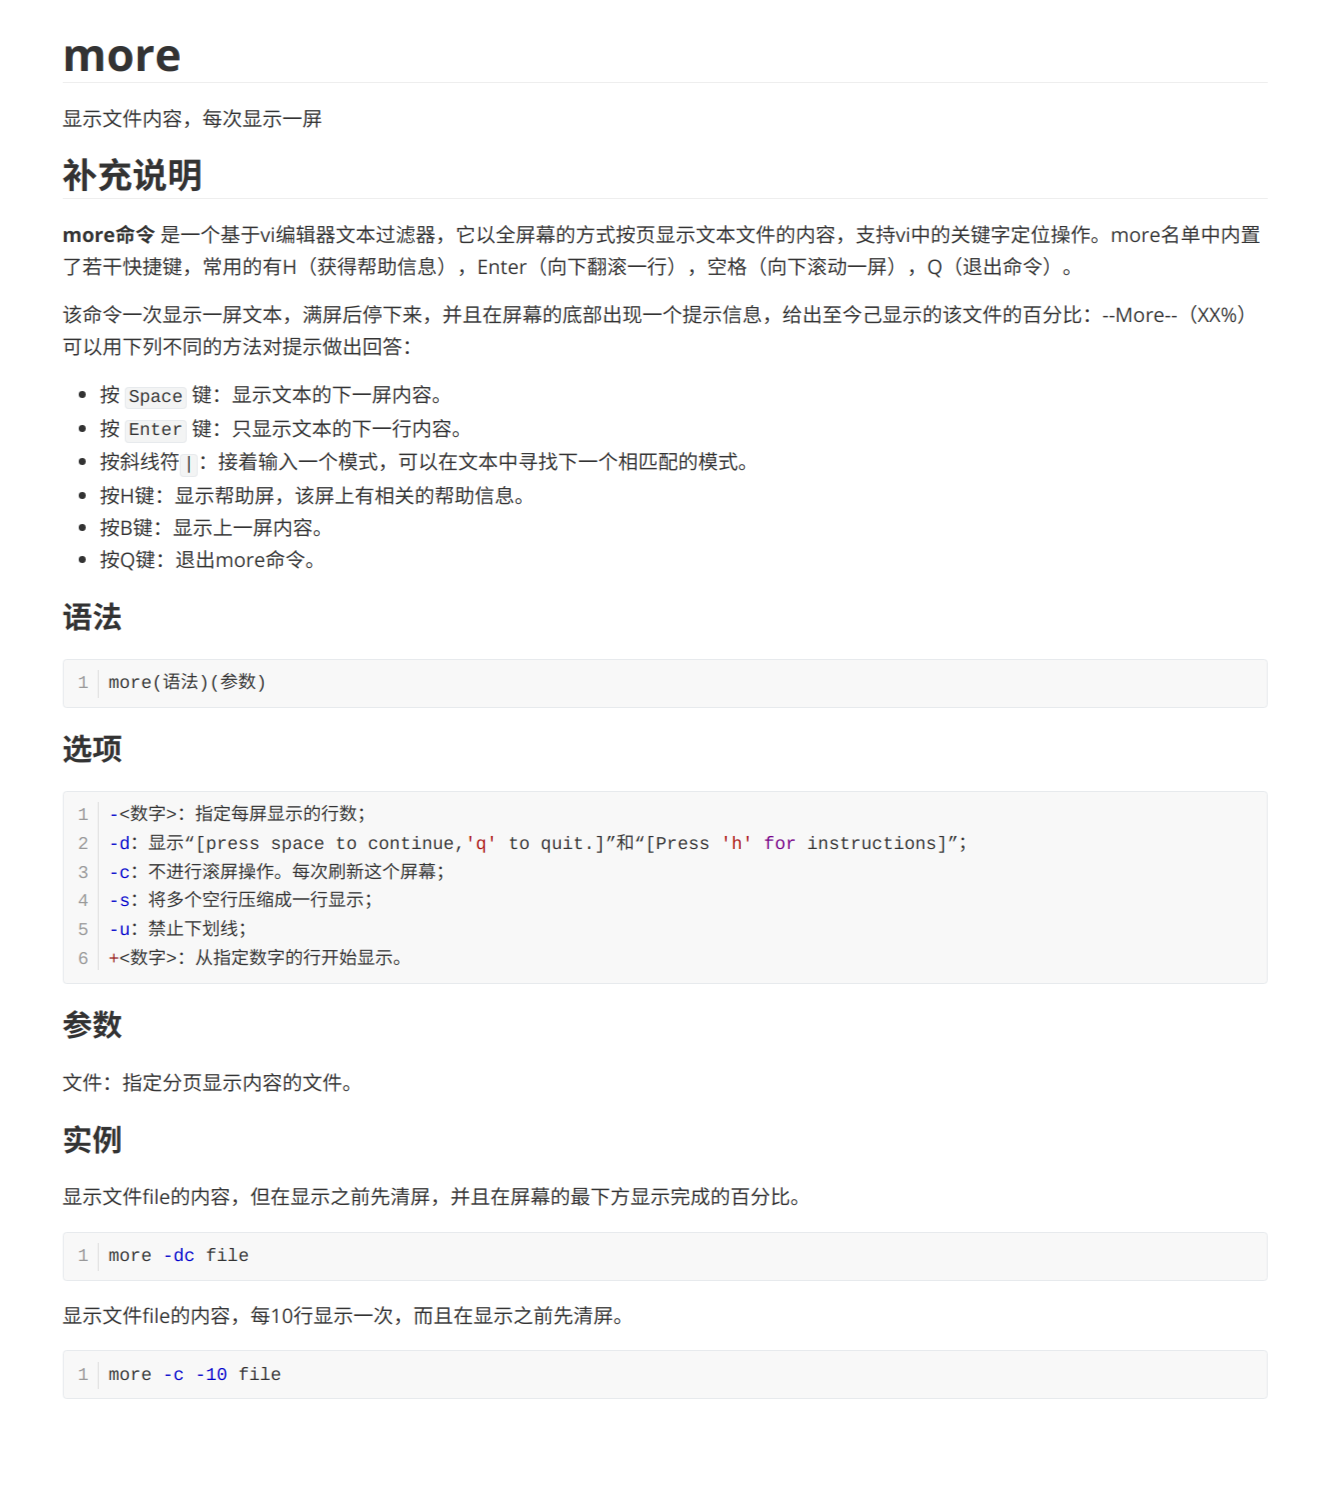 more
显示文件内容，每次显示一屏
补充说明
more命令 是一个基于vi编辑器文本过滤器，它以全屏幕的方式按页显示文本文件的内容，支持vi中的关键字定位操作。more名单中内置
了若干快捷键，常用的有H（获得帮助信息），Enter（向下翻滚一行），空格（向下滚动一屏），Q（退出命令）。
该命令一次显示一屏文本，满屏后停下来，并且在屏幕的底部出现一个提示信息，给出至今己显示的该文件的百分比：--More--（XX%）
可以用下列不同的方法对提示做出回答：
• 按 Space 键：显示文本的下一屏内容。
• 按 Enter 键：只显示文本的下一行内容。
• 按斜线符|：接着输入一个模式，可以在文本中寻找下一个相匹配的模式。
• 按H键：显示帮助屏，该屏上有相关的帮助信息。
• 按B键：显示上一屏内容。
• 按Q键：退出more命令。
语法
1 more(语法)(参数)
选项
1 -<数字>：指定每屏显示的行数；
2 -d：显示“[press space to continue,'q' to quit.]”和“[Press 'h' for instructions]”；
3 -c：不进行滚屏操作。每次刷新这个屏幕；
4 -s：将多个空行压缩成一行显示；
5 -u：禁止下划线；
6 +<数字>：从指定数字的行开始显示。
参数
文件：指定分页显示内容的文件。
实例
显示文件file的内容，但在显示之前先清屏，并且在屏幕的最下方显示完成的百分比。
1 more -dc file
显示文件file的内容，每10行显示一次，而且在显示之前先清屏。
1 more -c -10 file